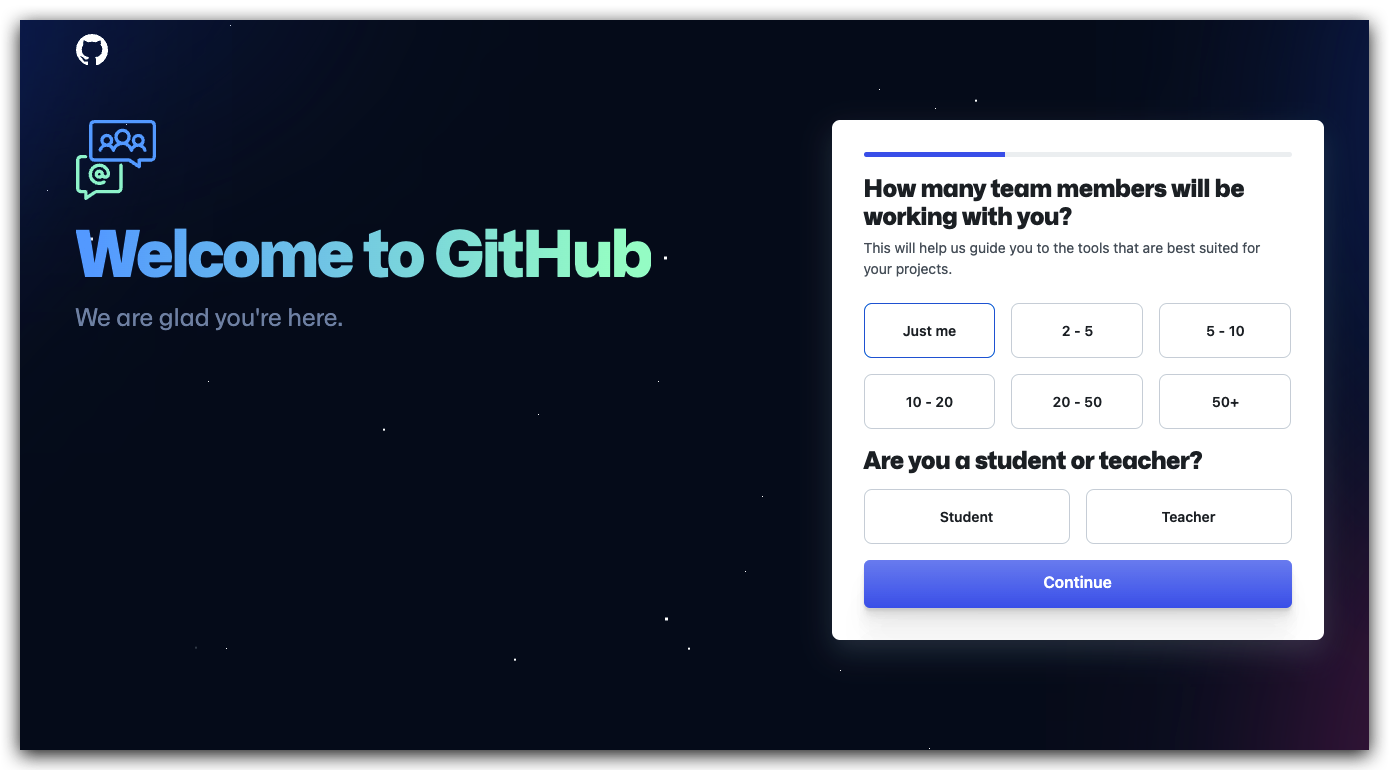 Welcome to GitHub
We are glad you're here.
How many team members will be
working with you?
This will help us guide you to the tools that are best suited for
your projects.
Just me
2 - 5
5 - 10
10 - 20
20 - 50
50+
Are you a student or teacher?
Student
Teacher
Continue